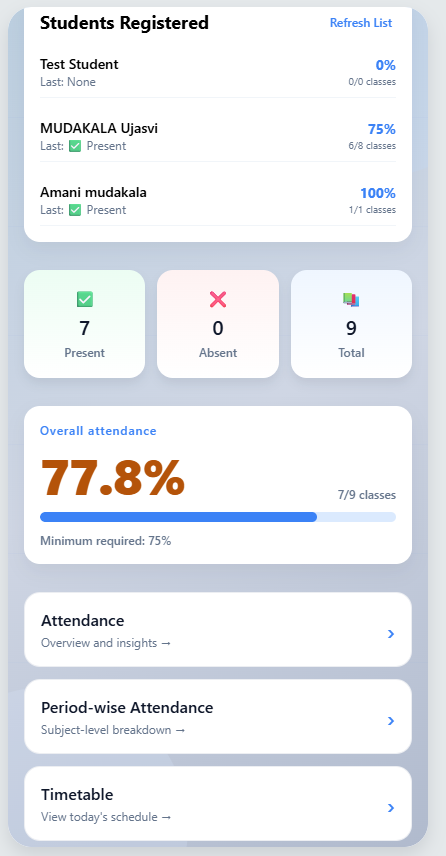 Students Registered
Refresh List
Test Student
0%
Last: None
0/0 classes
MUDAKALA Ujasvi
75%
Last: ✅ Present
6/8 classes
Amani mudakala
100%
Last: ✅ Present
1/1 classes
7
Present
0
Absent
9
Total
Overall attendance
77.8%
7/9 classes
Minimum required: 75%
Attendance
Overview and insights →
Period-wise Attendance
Subject-level breakdown →
Timetable
View today's schedule →